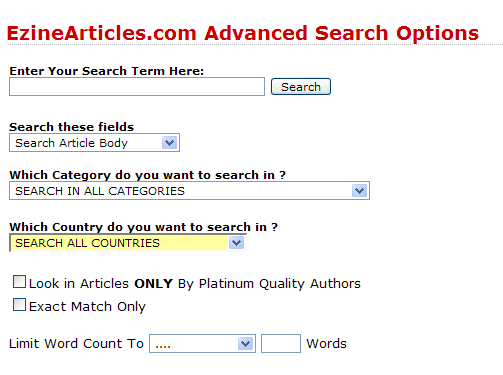 EzineArticles.com Advanced Search Options
Enter Your Search Term Here:
Search
Search these fields
Search Article Body
Which Category do you want to search in ?
SEARCH IN ALL CATEGORIES
Which Country do you want to search in ?
SEARCH ALL COUNTRIES
Look in Articles ONLY By Platinum Quality Authors
Exact Match Only
Limit Word Count To .... Words